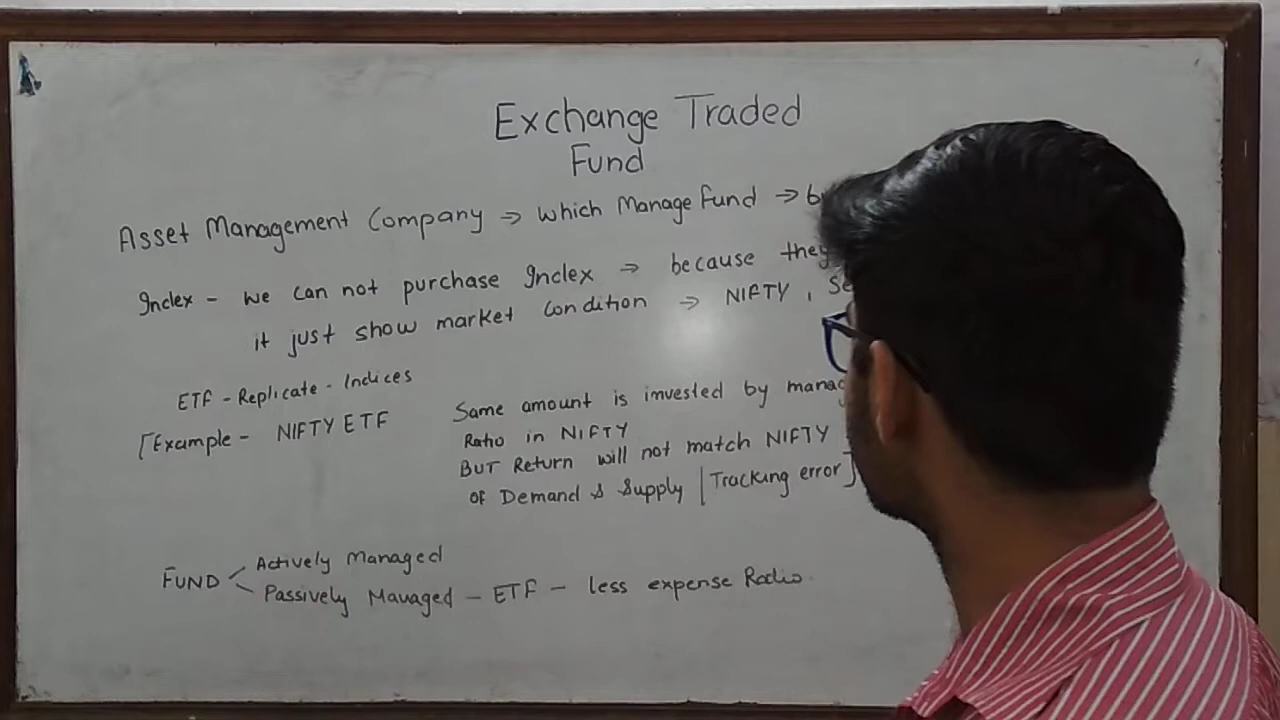 Exchange Traded
Fund
Asset Management Company ⇒ which Manage fund →
Index - we can not purchase Index ⇒ because they
it just show market condition ⇒ NIFTY,
ETF - Replicate - Indices
[Example - NIFTY ETF
Same amount is invested by
Ratio in NIFTY
BUT Return will not match NIFTY
of Demand & Supply [Tracking error]
FUND < Actively Managed
Passively Managed - ETF - less expense Ratio.